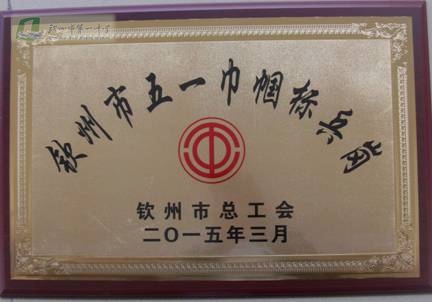 钦州市五一巾帼标兵岗
钦州市总工会
二〇一五年三月